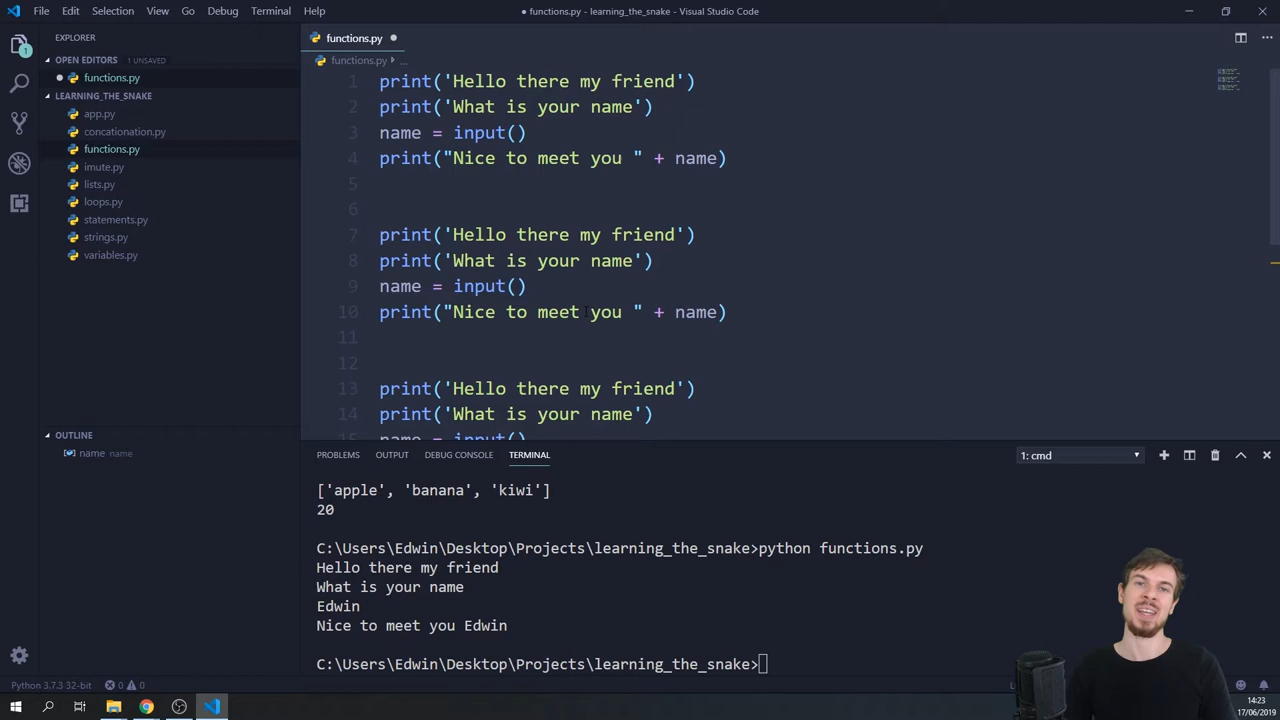 File Edit Selection View Go Debug Terminal Help
● functions.py - learning_the_snake - Visual Studio Code
EXPLORER
OPEN EDITORS 1 UNSAVED
functions.py
LEARNING_THE_SNAKE
app.py
concationation.py
functions.py
imute.py
lists.py
loops.py
statements.py
strings.py
variables.py
OUTLINE
name name
functions.py
functions.py > ...
1 print('Hello there my friend')
2 print('What is your name')
3 name = input()
4 print("Nice to meet you " + name)
5
6
7 print('Hello there my friend')
8 print('What is your name')
9 name = input()
10 print("Nice to meet you " + name)
11
12
13 print('Hello there my friend')
14 print('What is your name')
15 name = input()
PROBLEMS OUTPUT DEBUG CONSOLE TERMINAL
1: cmd
['apple', 'banana', 'kiwi']
20
C:\Users\Edwin\Desktop\Projects\learning_the_snake>python functions.py
Hello there my friend
What is your name
Edwin
Nice to meet you Edwin
C:\Users\Edwin\Desktop\Projects\learning_the_snake>
Python 3.7.3 32-bit 0 0
14:23
17/06/2019